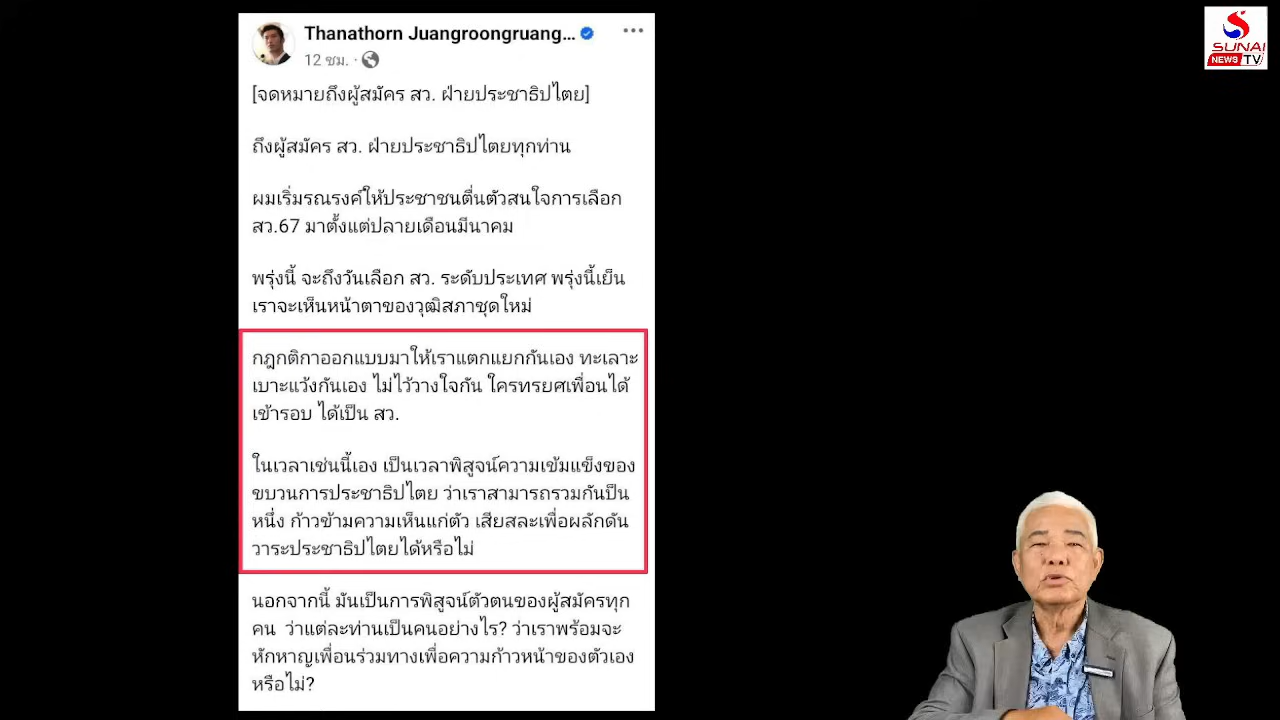 Thanathorn Juangroongruang...
12 ชม. ·
[จดหมายถึงผู้สมัคร สว. ฝ่ายประชาธิปไตย]
ถึงผู้สมัคร สว. ฝ่ายประชาธิปไตยทุกท่าน
ผมเริ่มรณรงค์ให้ประชาชนตื่นตัวสนใจการเลือก
สว.67 มาตั้งแต่ปลายเดือนมีนาคม
พรุ่งนี้ จะถึงวันเลือก สว. ระดับประเทศ พรุ่งนี้เย็น
เราจะเห็นหน้าตาของวุฒิสภาชุดใหม่
กฎกติกาออกแบบมาให้เราแตกแยกกันเอง ทะเลาะ
เบาะแว้งกันเอง ไม่ไว้วางใจกัน ใครทรยศเพื่อนได้
เข้ารอบ ได้เป็น สว.
ในเวลาเช่นนี้เอง เป็นเวลาพิสูจน์ความเข้มแข็งของ
ขบวนการประชาธิปไตย ว่าเราสามารถรวมกันป็น
หนึ่ง ก้าวข้ามความเห็นแก่ตัว เสียสละเพื่อผลักดัน
วาระประชาธิปไตยได้หรือไม่
นอกจากนี้ มันเป็นการพิสูจน์ตัวตนของผู้สมัครทุก
คน ว่าแต่ละท่านเป็นคนอย่างไร? ว่าเราพร้อมจะ
หักหาญเพื่อนร่วมทางเพื่อความก้าวหน้าของตัวเอง
หรือไม่?
SUNAI
NEWS TV